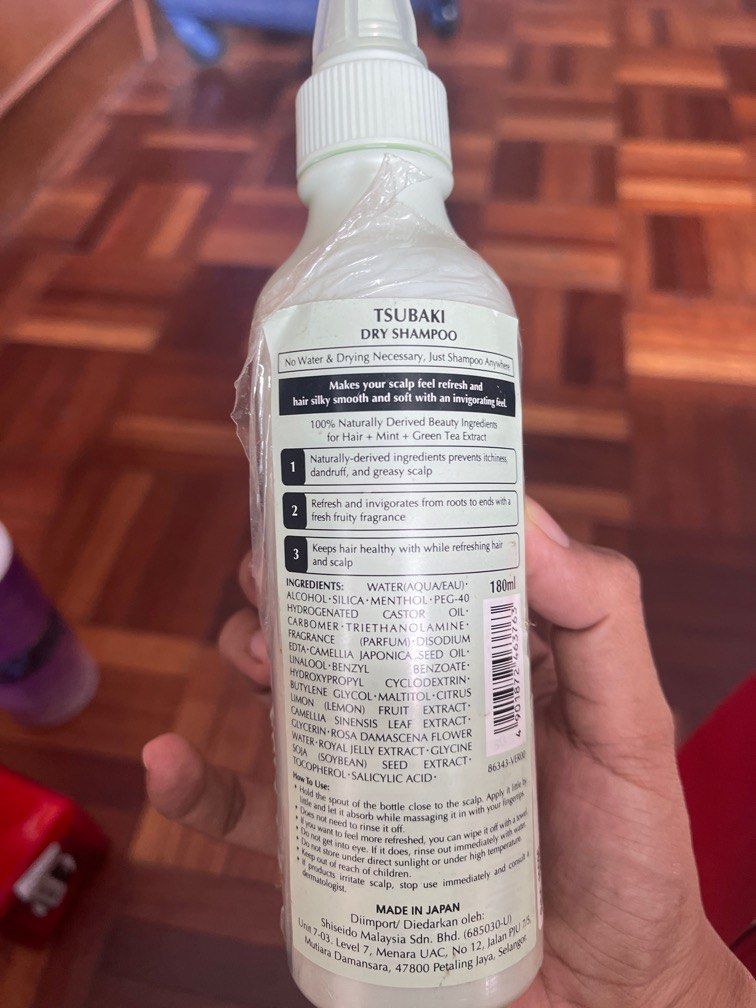 TSUBAKI
DRY SHAMPOO
No Water & Drying Necessary, Just Shampoo Anywhere
Makes your scalp feel refresh and
hair silky smooth and soft with an invigorating feel.
100% Naturally Derived Beauty Ingredients
for Hair + Mint + Green Tea Extract
1 Naturally-derived ingredients prevents itchiness,
dandruff, and greasy scalp
2 Refresh and invigorates from roots to ends with a
fresh fruity fragrance
3 Keeps hair healthy with while refreshing hair
and scalp
INGREDIENTS: WATER(AQUA/EAU)·
ALCOHOL·SILICA·MENTHOL·PEG-40
HYDROGENATED CASTOR OIL·
CARBOMER·TRIETHANOLAMINE·
FRAGRANCE (PARFUM)·DISODIUM
EDTA·CAMELLIA JAPONICA SEED OIL·
LINALOOL·BENZYL BENZOATE·
HYDROXYPROPYL CYCLODEXTRIN·
BUTYLENE GLYCOL·MALTITOL·CITRUS
LIMON (LEMON) FRUIT EXTRACT·
CAMELLIA SINENSIS LEAF EXTRACT·
GLYCERIN·ROSA DAMASCENA FLOWER
WATER·ROYAL JELLY EXTRACT·GLYCINE
SOJA (SOYBEAN) SEED EXTRACT·
TOCOPHEROL·SALICYLIC ACID·
180ml
4 901872 463763
86343-VER00
How To Use:
• Hold the spout of the bottle close to the scalp. Apply it little by
little and let it absorb while massaging it in with your fingertips.
• Does not need to rinse it off.
• If you want to feel more refreshed, you can wipe it off with a towel.
• Do not get into eye. If it does, rinse out immediately with water.
• Do not store under direct sunlight or under high temperature.
• Keep out of reach of children.
• If products irritate scalp, stop use immediately and consult a
dermatologist.
MADE IN JAPAN
Diimport/ Diedarkan oleh:
Shiseido Malaysia Sdn. Bhd. (685030-U)
Unit 7-03, Level 7, Menara UAC, No 12, Jalan PJU 7/5,
Mutiara Damansara, 47800 Petaling Jaya, Selangor.